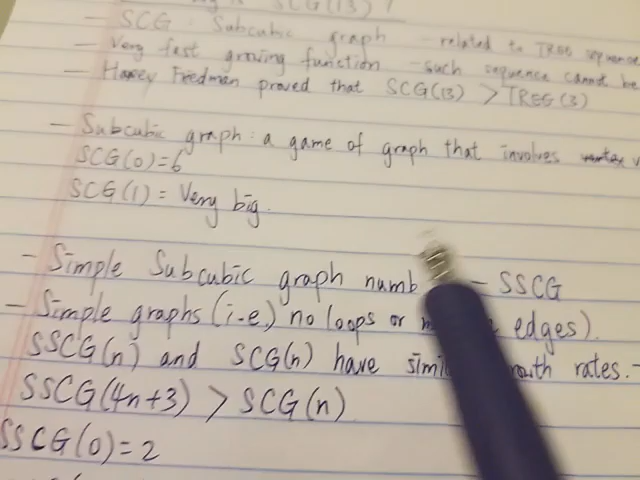 is SCG(13)?
- SCG - Subcubic graph - related to TREE sequence
- Very fast growing function - such sequence cannot be
- Harvey Friedman proved that SCG(13) > TREE(3)
- Subcubic graph: a game of graph that involves
SCG(0)=6
SCG(1) = Very big.
- Simple Subcubic graph numb - SSCG
- Simple graphs (i-e) no loops or edges).
SSCG(n) and SCG(n) have simi rates.-
SSCG(4n+3) > SCG(n)
SSCG(0)=2